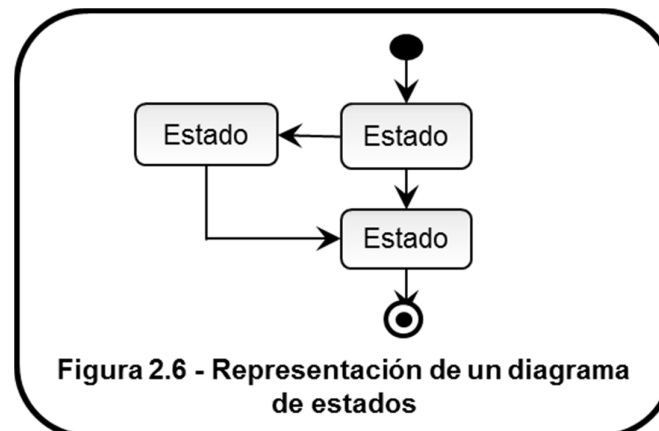 Estado
Estado
Estado
Figura 2.6 - Representación de un diagrama
de estados